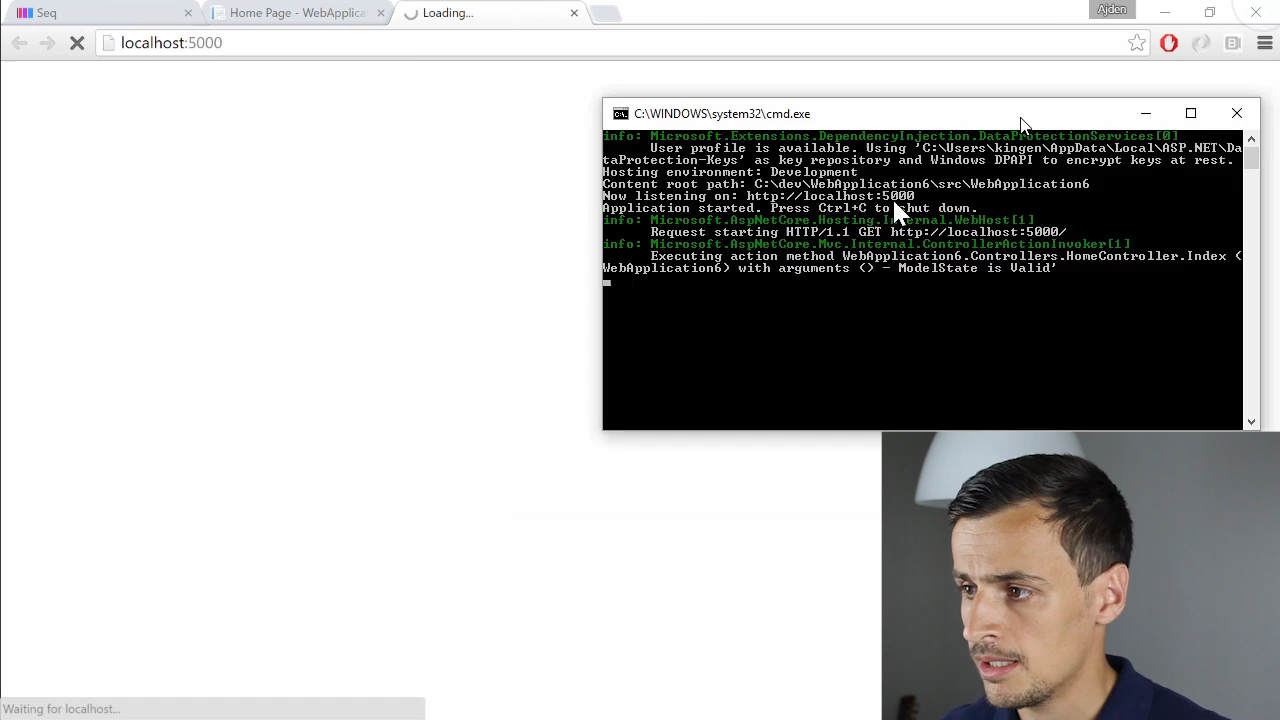 Seq
Home Page - WebApplica
Loading...
Ajden
localhost:5000
C:\WINDOWS\system32\cmd.exe
info: Microsoft.Extensions.DependencyInjection.DataProtectionServices[0]
User profile is available. Using 'C:\Users\kingen\AppData\Local\ASP.NET\Da
taProtection-Keys' as key repository and Windows DPAPI to encrypt keys at rest.
Hosting environment: Development
Content root path: C:\dev\WebApplication6\src\WebApplication6
Now listening on: http://localhost:5000
Application started. Press Ctrl+C to shut down.
info: Microsoft.AspNetCore.Hosting.Internal.WebHost[1]
Request starting HTTP/1.1 GET http://localhost:5000/
info: Microsoft.AspNetCore.Mvc.Internal.ControllerActionInvoker[1]
Executing action method WebApplication6.Controllers.HomeController.Index (
WebApplication6) with arguments () - ModelState is Valid'
Waiting for localhost...